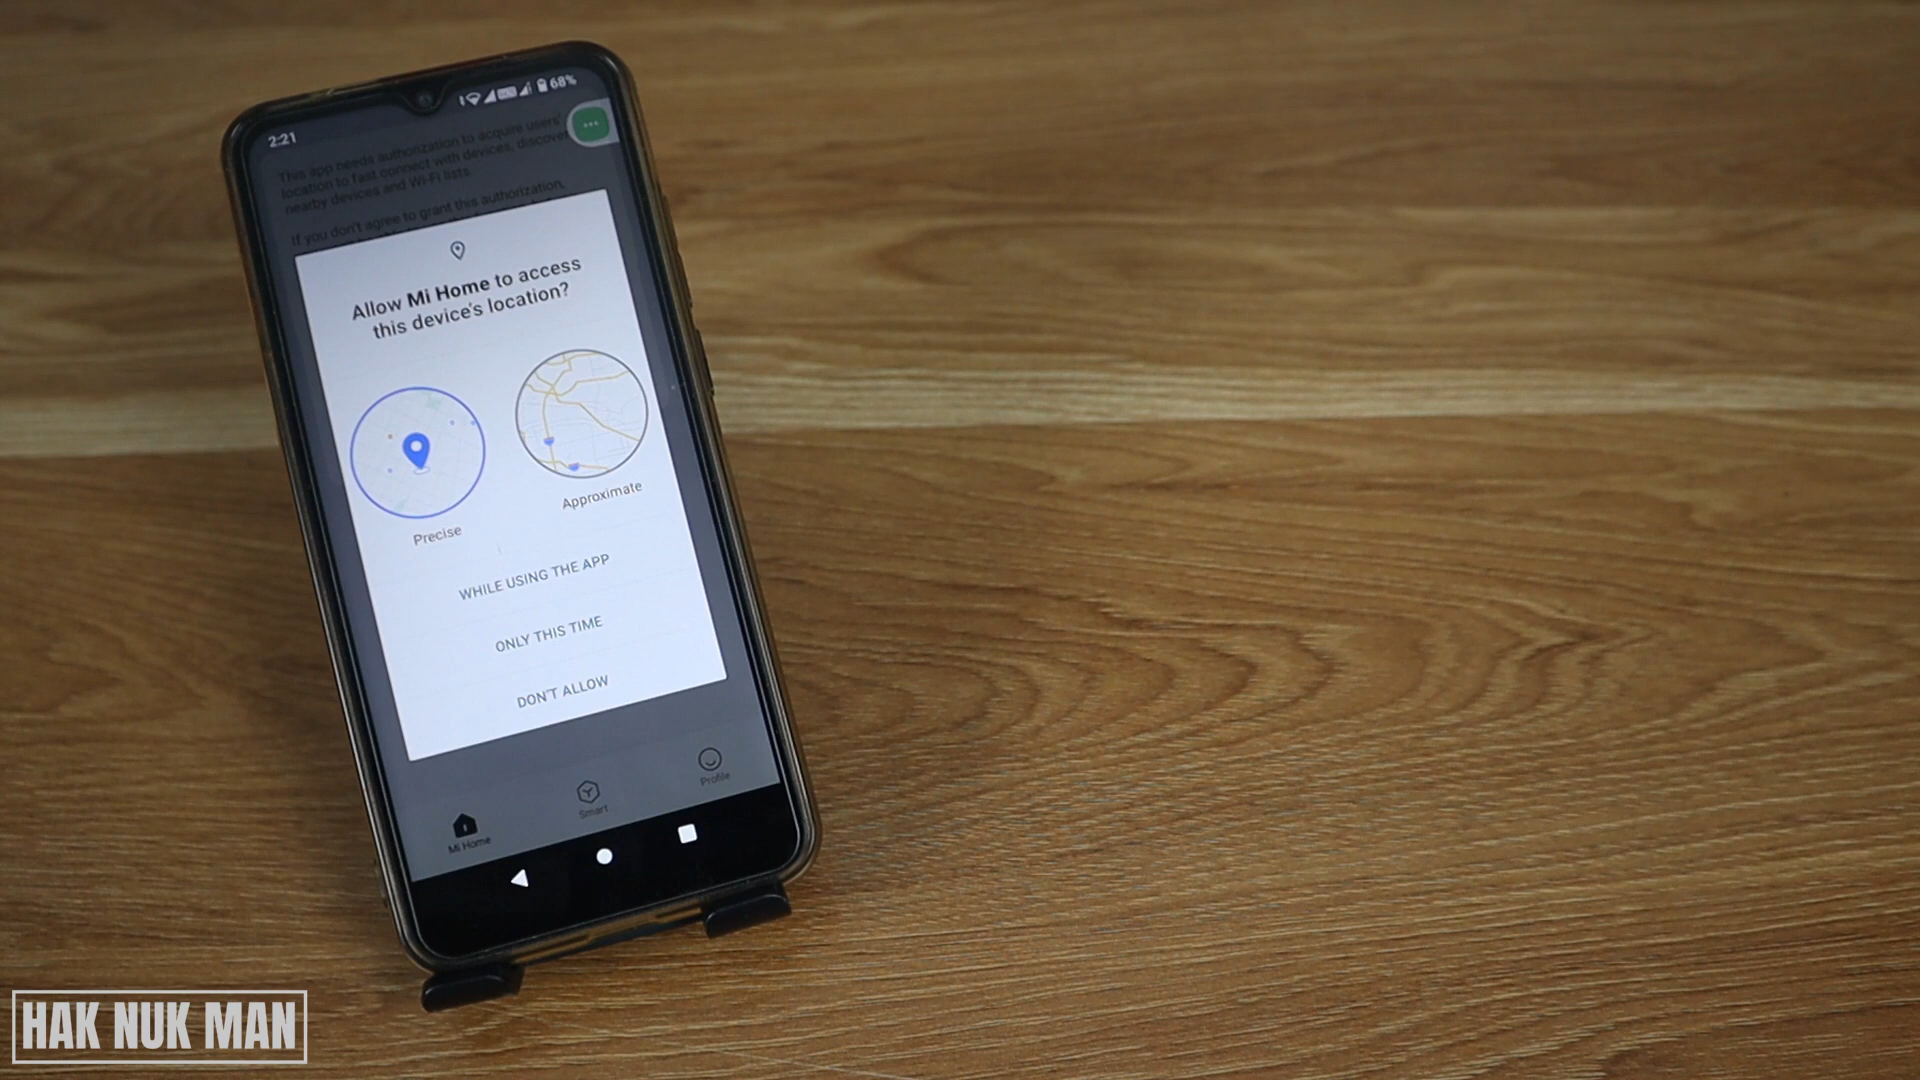 2:21
68%
This app needs authorization to acquire users'
location to fast connect with devices, discover
nearby devices and Wi-Fi lists.
If you don't agree to grant this authorization,
Allow Mi Home to access
this device's location?
Precise
Approximate
WHILE USING THE APP
ONLY THIS TIME
DON'T ALLOW
Mi Home
Smart
Profile
HAK NUK MAN